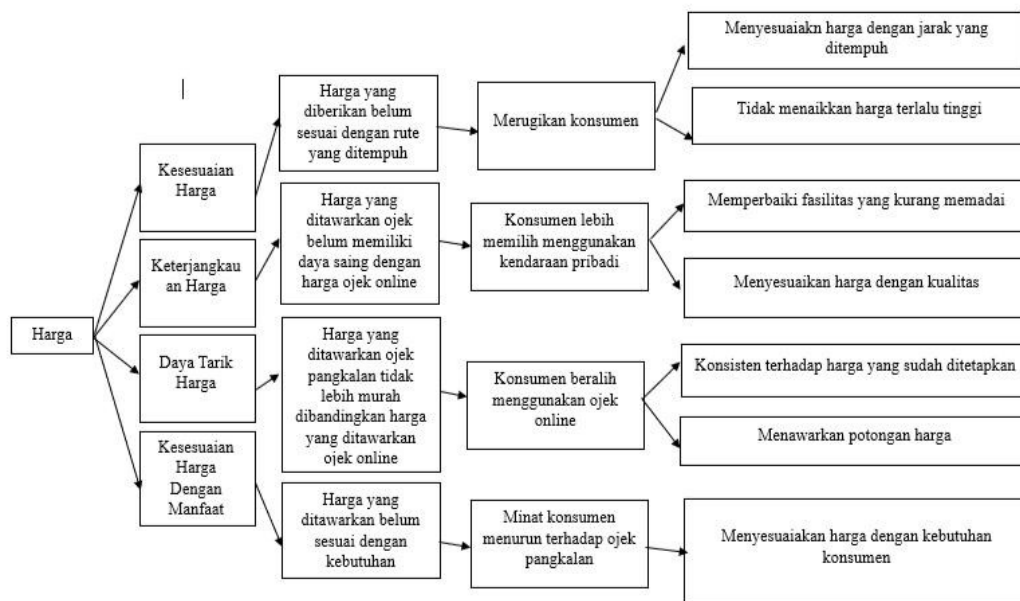 Harga
Kesesuaian
Harga
Keterjangkau
an Harga
Daya Tarik
Harga
Kesesuaian
Harga
Dengan
Manfaat
Harga yang
diberikan belum
sesuai dengan rute
yang ditempuh
Harga yang
ditawarkan ojek
belum memiliki
daya saing dengan
harga ojek online
Harga yang
ditawarkan ojek
pangkalan tidak
lebih murah
dibandingkan harga
yang ditawarkan
ojek online
Harga yang
ditawarkan belum
sesuai dengan
kebutuhan
Merugikan konsumen
Konsumen lebih
memilih menggunakan
kendaraan pribadi
Konsumen beralih
menggunakan ojek
online
Minat konsumen
menurun terhadap ojek
pangkalan
Menyesuaiakn harga dengan jarak yang
ditempuh
Tidak menaikkan harga terlalu tinggi
Memperbaiki fasilitas yang kurang memadai
Menyesuaikan harga dengan kualitas
Konsisten terhadap harga yang sudah ditetapkan
Menawarkan potongan harga
Menyesuaiakan harga dengan kebutuhan
konsumen